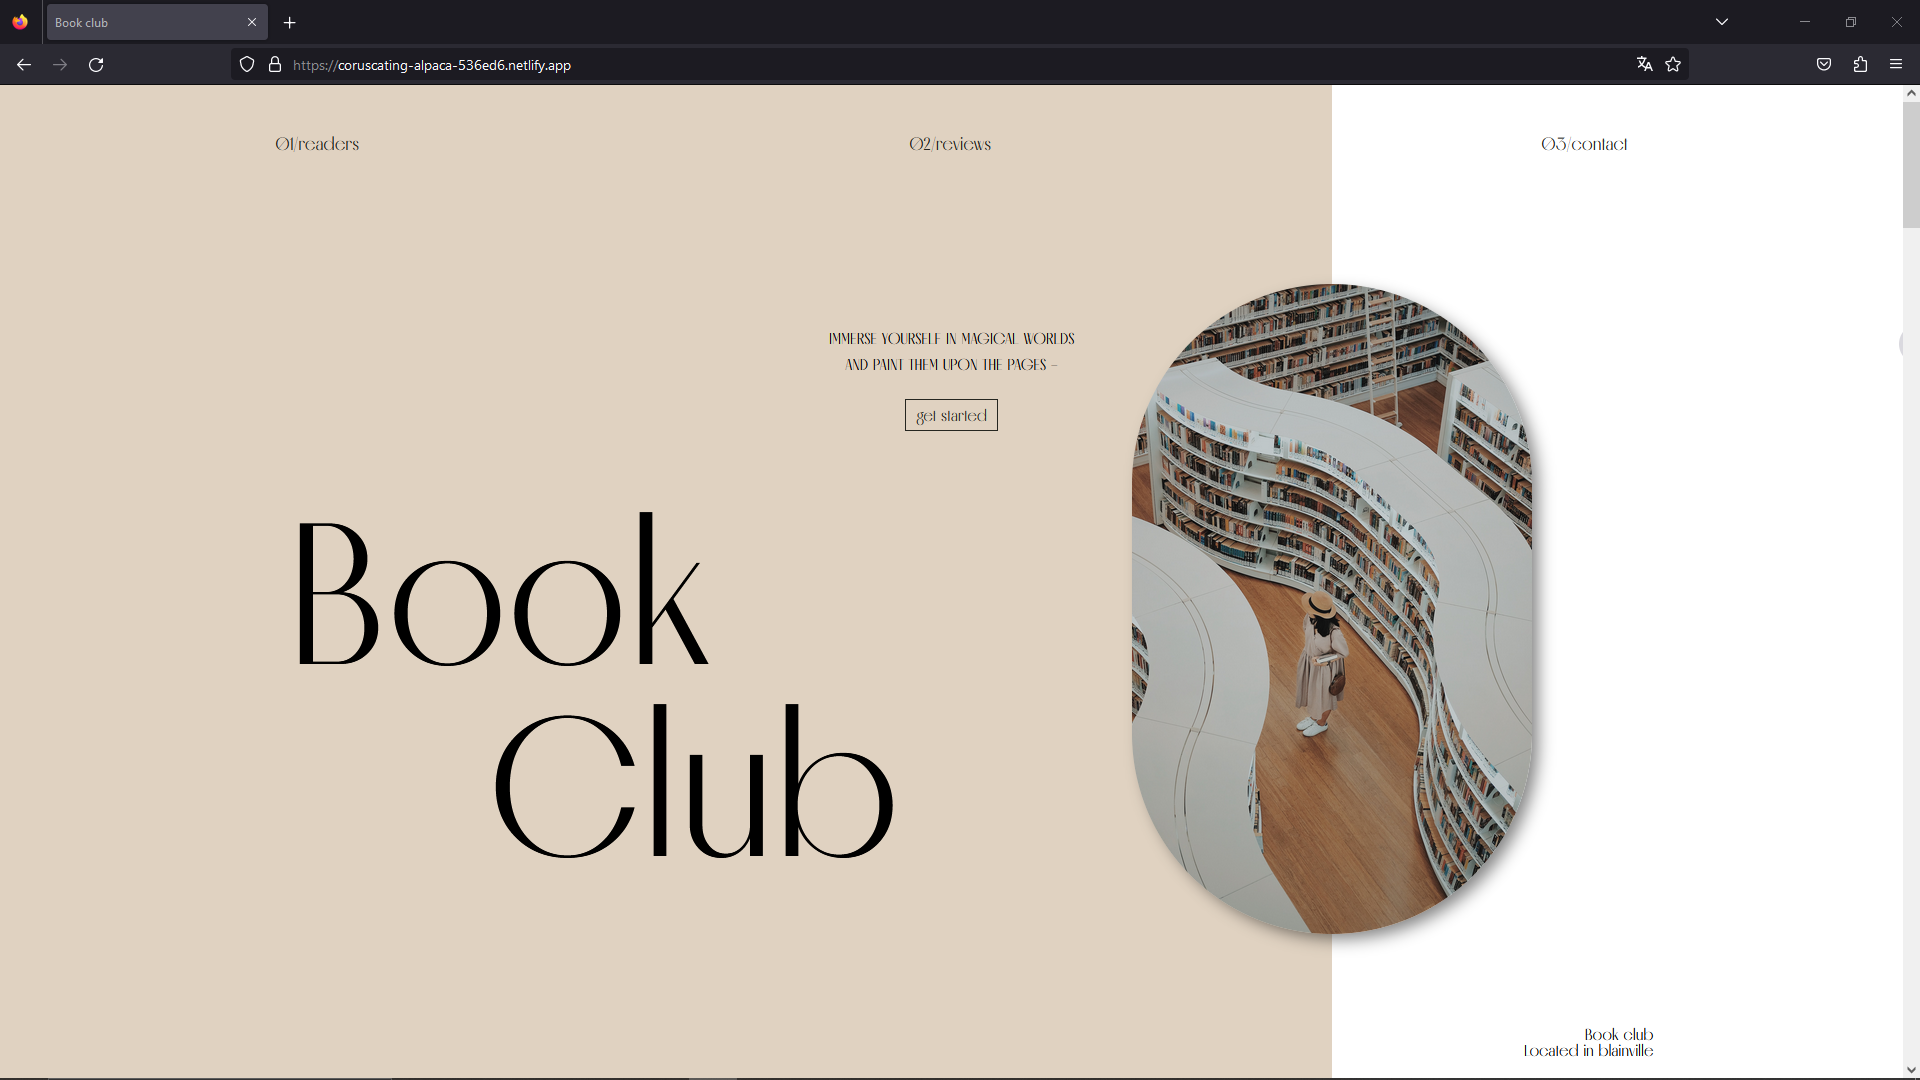 Book club
https://coruscating-alpaca-536ed6.netlify.app
01/readers
02/reviews
03/contact
IMMERSE YOURSELF IN MAGICAL WORLDS
AND PAINT THEM UPON THE PAGES –
get started
Book
Club
Book club
Located in blainville